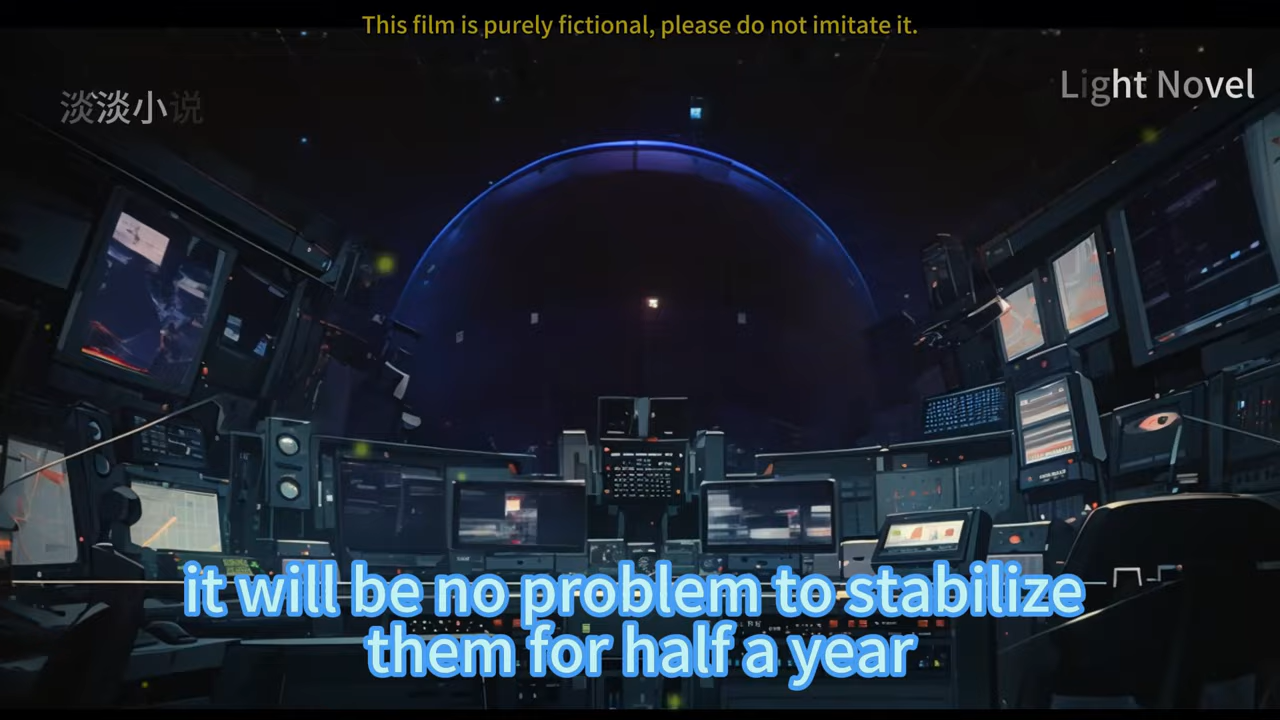 This film is purely fictional, please do not imitate it.
淡淡小说
Light Novel
it will be no problem to stabilize
them for half a year